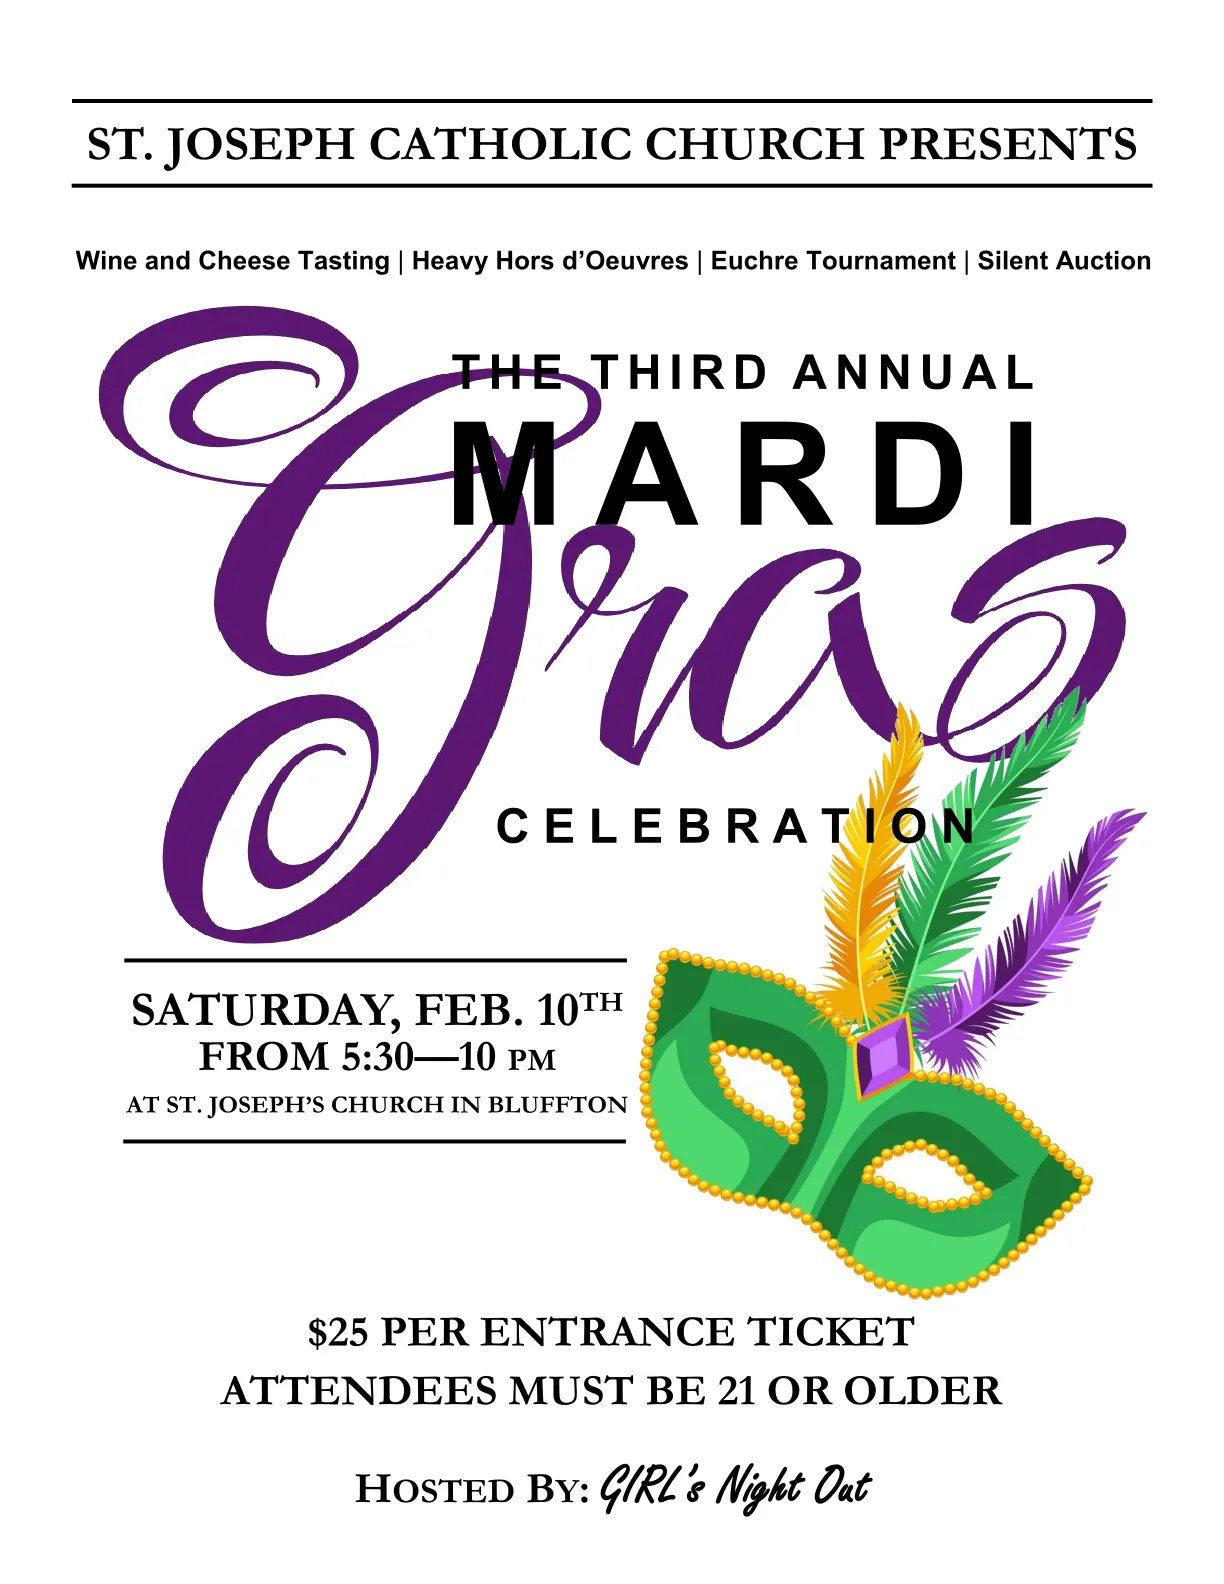 ST. JOSEPH CATHOLIC CHURCH PRESENTS
Wine and Cheese Tasting | Heavy Hors d’Oeuvres | Euchre Tournament | Silent Auction
THE THIRD ANNUAL
MARDI
Gras
CELEBRATION
SATURDAY, FEB. 10TH
FROM 5:30—10 PM
AT ST. JOSEPH’S CHURCH IN BLUFFTON
$25 PER ENTRANCE TICKET
ATTENDEES MUST BE 21 OR OLDER
HOSTED BY: GIRL’s Night Out